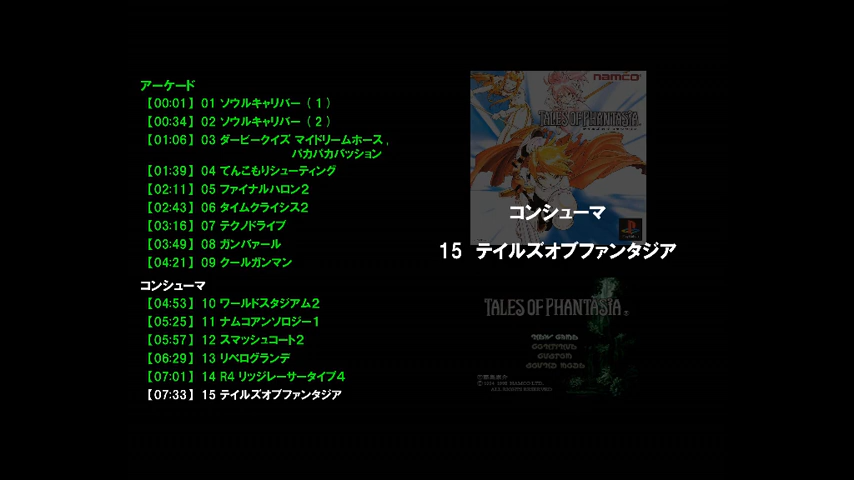 アーケード
【00:01】 01 ソウルキャリバー (1)
【00:34】 02 ソウルキャリバー (2)
【01:06】 03 ダービークイズ マイドリームホース,
パカパカパッション
【01:39】 04 てんこもりシューティング
【02:11】 05 ファイナルハロン2
【02:43】 06 タイムクライシス2
【03:16】 07 テクノドライブ
【03:49】 08 ガンバァール
【04:21】 09 クールガンマン
コンシューマ
【04:53】 10 ワールドスタジアム2
【05:25】 11 ナムコアンソロジー1
【05:57】 12 スマッシュコート2
【06:29】 13 リベログランデ
【07:01】 14 R4 リッジレーサータイプ4
【07:33】 15 テイルズオブファンタジア
namco
TALES OF PHANTASIA
コンシューマ
15 テイルズオブファンタジア
TALES OF PHANTASIA
NEW GAME
CONTINUE
CUSTOM
SOUND MODE
ALL RIGHTS RESERVED